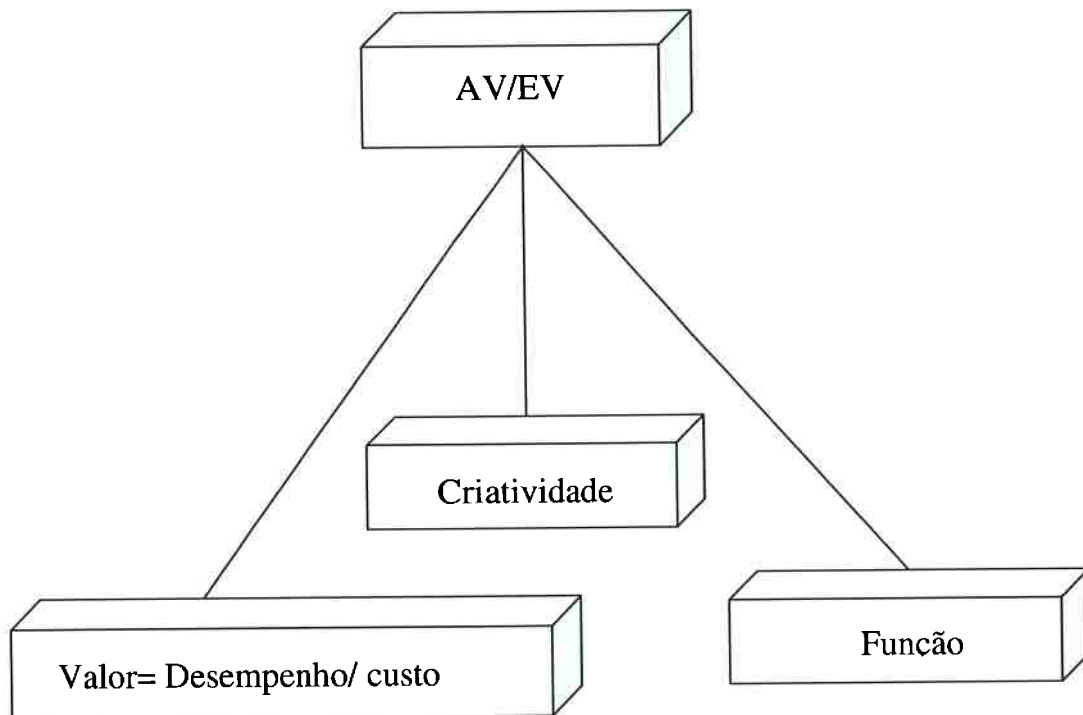 AV/EV
Criatividade
Valor= Desempenho/ custo
Função